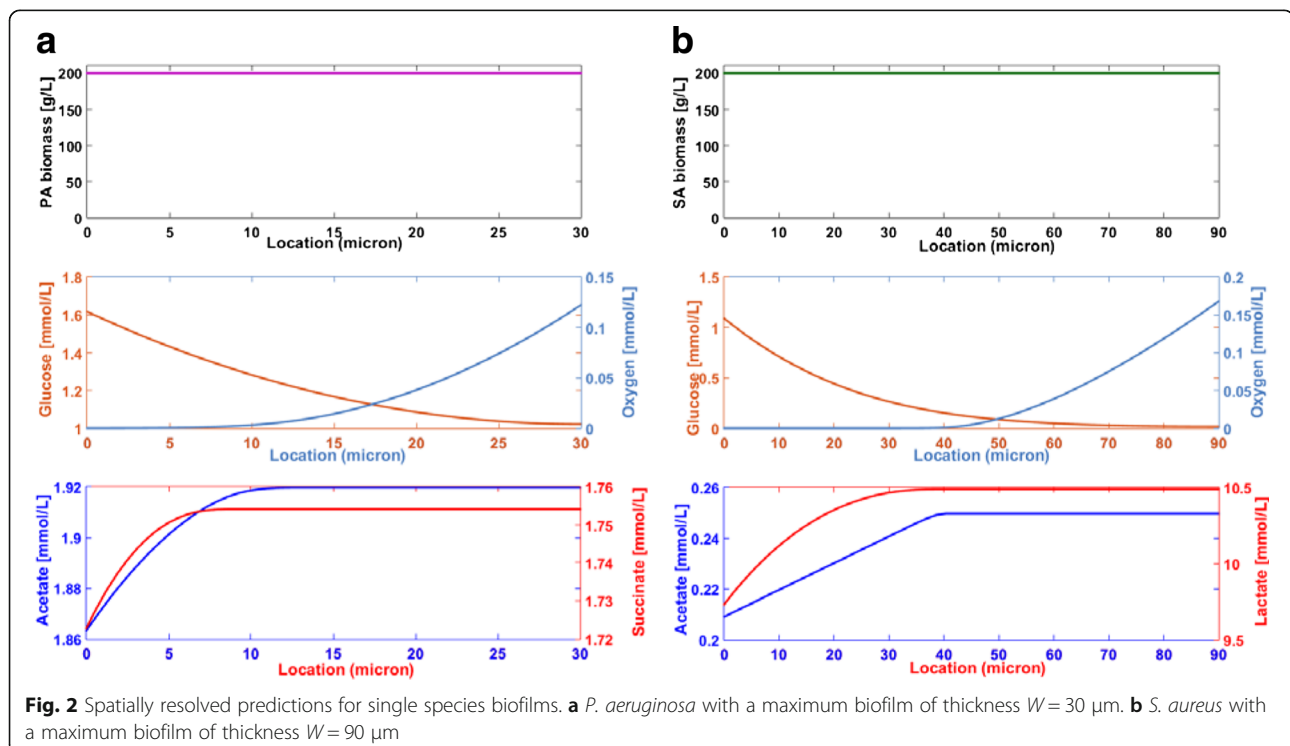 a
b
PA biomass [g/L]
200
150
100
50
0
0 5 10 15 20 25 30
Location (micron)
SA biomass [g/L]
200
150
100
50
0
0 10 20 30 40 50 60 70 80 90
Location (micron)
Glucose [mmol/L]
1.8
1.6
1.4
1.2
1
0 5 10 15 20 25 30
Location (micron)
0.15
0.1
0.05
0
Oxygen [mmol/L]
Glucose [mmol/L]
1.5
1
0.5
0
0 10 20 30 40 50 60 70 80 90
Location (micron)
0.2
0.15
0.1
0.05
0
Oxygen [mmol/L]
Acetate [mmol/L]
1.92
1.9
1.88
1.86
0 5 10 15 20 25 30
Location (micron)
1.76
1.75
1.74
1.73
1.72
Succinate [mmol/L]
Acetate [mmol/L]
0.26
0.24
0.22
0.2
0 10 20 30 40 50 60 70 80 90
Location (micron)
10.5
10
9.5
Lactate [mmol/L]
Fig. 2 Spatially resolved predictions for single species biofilms. a P. aeruginosa with a maximum biofilm of thickness W = 30 μm. b S. aureus with
a maximum biofilm of thickness W = 90 μm